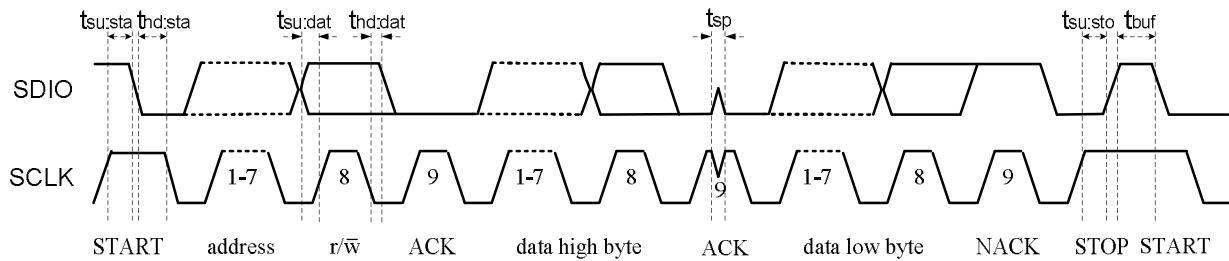 tsu:sta thd:sta tsu:dat thd:dat tsp tsu:sto tbuf
SDIO
SCLK 1-7 8 9 1-7 8 9 1-7 8 9
START address r/w̅ ACK data high byte ACK data low byte NACK STOP START